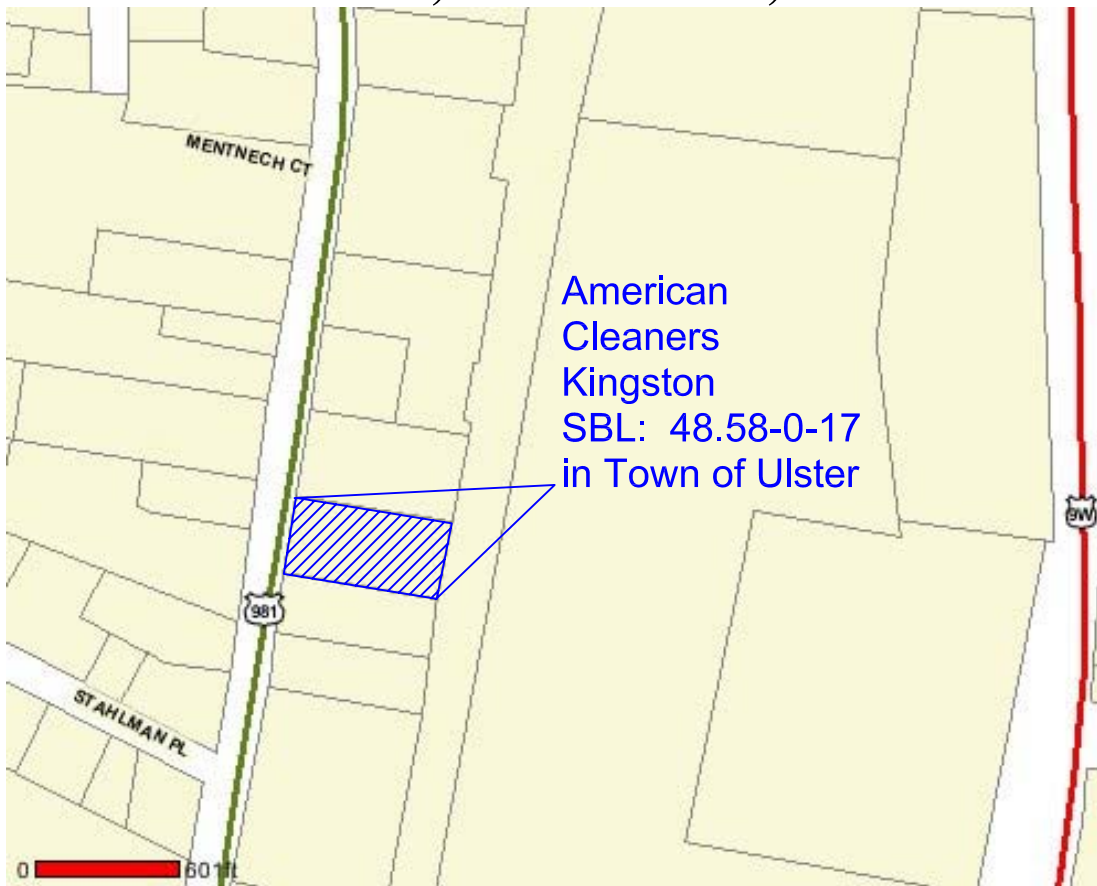 MENTNECH CT
American
Cleaners
Kingston
SBL: 48.58-0-17
in Town of Ulster
9W
981
STAHLMAN PL
0 601ft